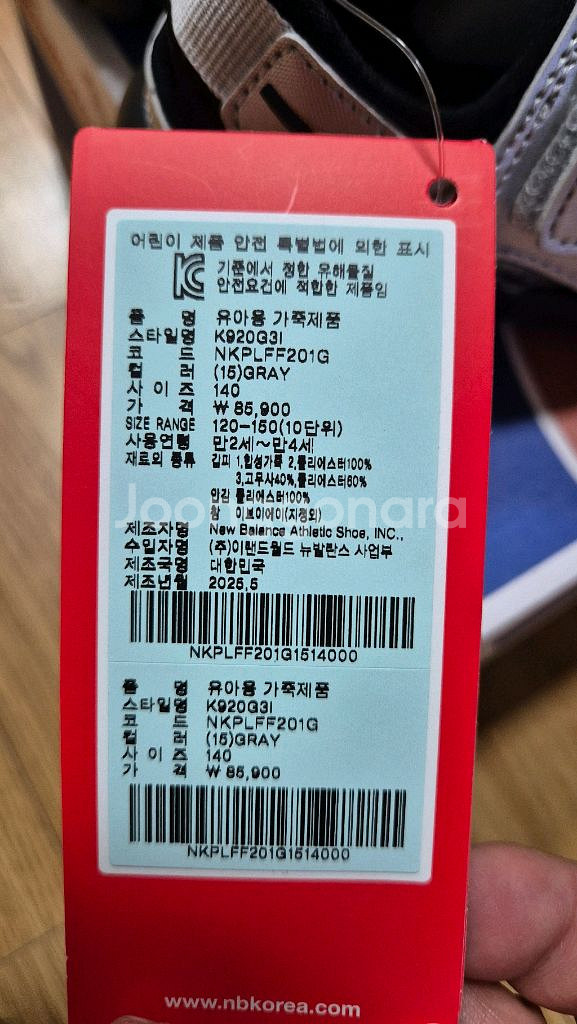 어린이 제품 안전 특별법에 의한 표시
기준에서 정한 유해물질
안전요건에 적합한 제품임
품 명 유아용 가죽제품
스타일명 K920G3I
코 드 NKPLFF201G
컬 러 (15)GRAY
사 이 즈 140
가 격 ₩ 85,900
SIZE RANGE 120-150(10단위)
사용연령 만2세~만4세
재료의 종류 겉피 1,합성가죽 2,폴리에스터100%
3,고무사40%,폴리에스터60%
안감 폴리에스터100%
창 이브이에이(지정외)
제조자명 New Balance Athletic Shoe, INC.,
수입자명 (주)이랜드월드 뉴발란스 사업부
제조국명 대한민국
제조년월
NKPLFF201G1514000
품 명 유아용 가죽제품
스타일명 K920G3I
코 드 NKPLFF201G
컬 러 (15)GRAY
사 이 즈 140
가 격 ₩ 85,900
NKPLFF201G1514000
www.nbkorea.com